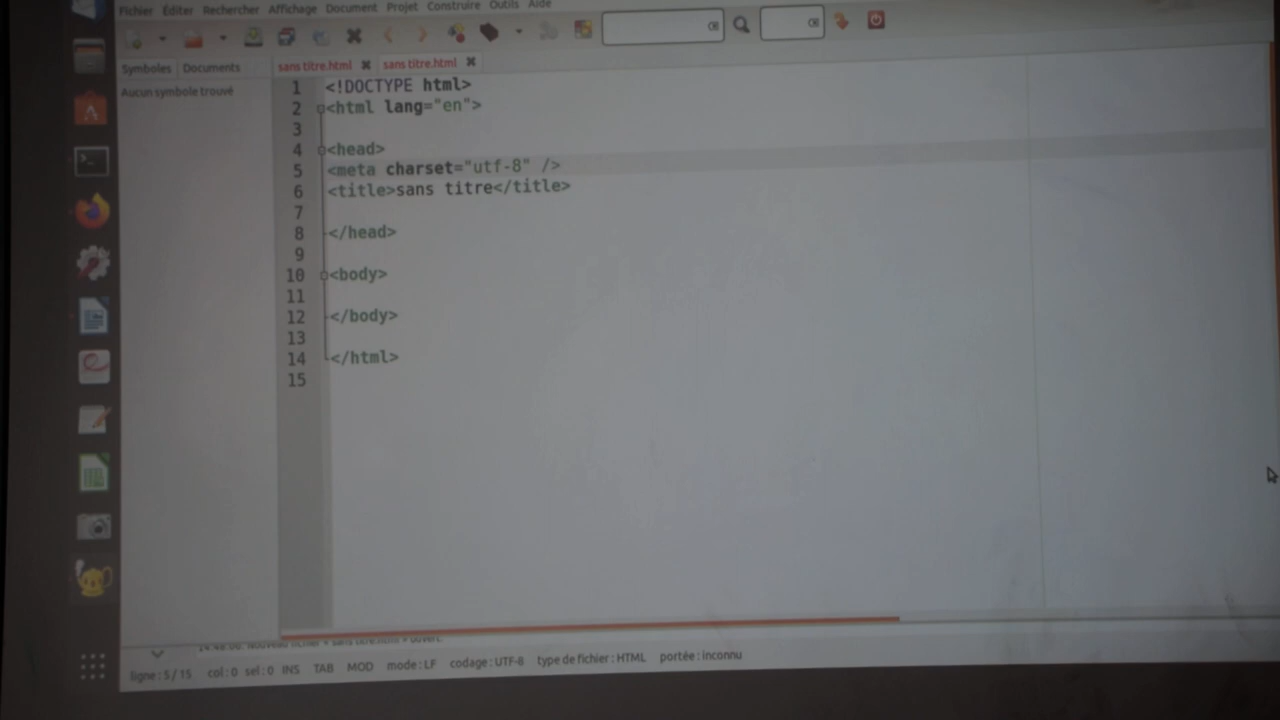 Fichier Éditer Rechercher Affichage Document Projet Construire Outils Aide
Symboles Documents sans titre.html sans titre.html
Aucun symbole trouvé
1 <!DOCTYPE html>
2 <html lang="en">
3
4 <head>
5 <meta charset="utf-8" />
6 <title>sans titre</title>
7
8 </head>
9
10 <body>
11
12 </body>
13
14 </html>
15
ligne : 5 / 15 col : 0 sel : 0 INS TAB MOD mode : LF codage : UTF-8 type de fichier : HTML portée : inconnu